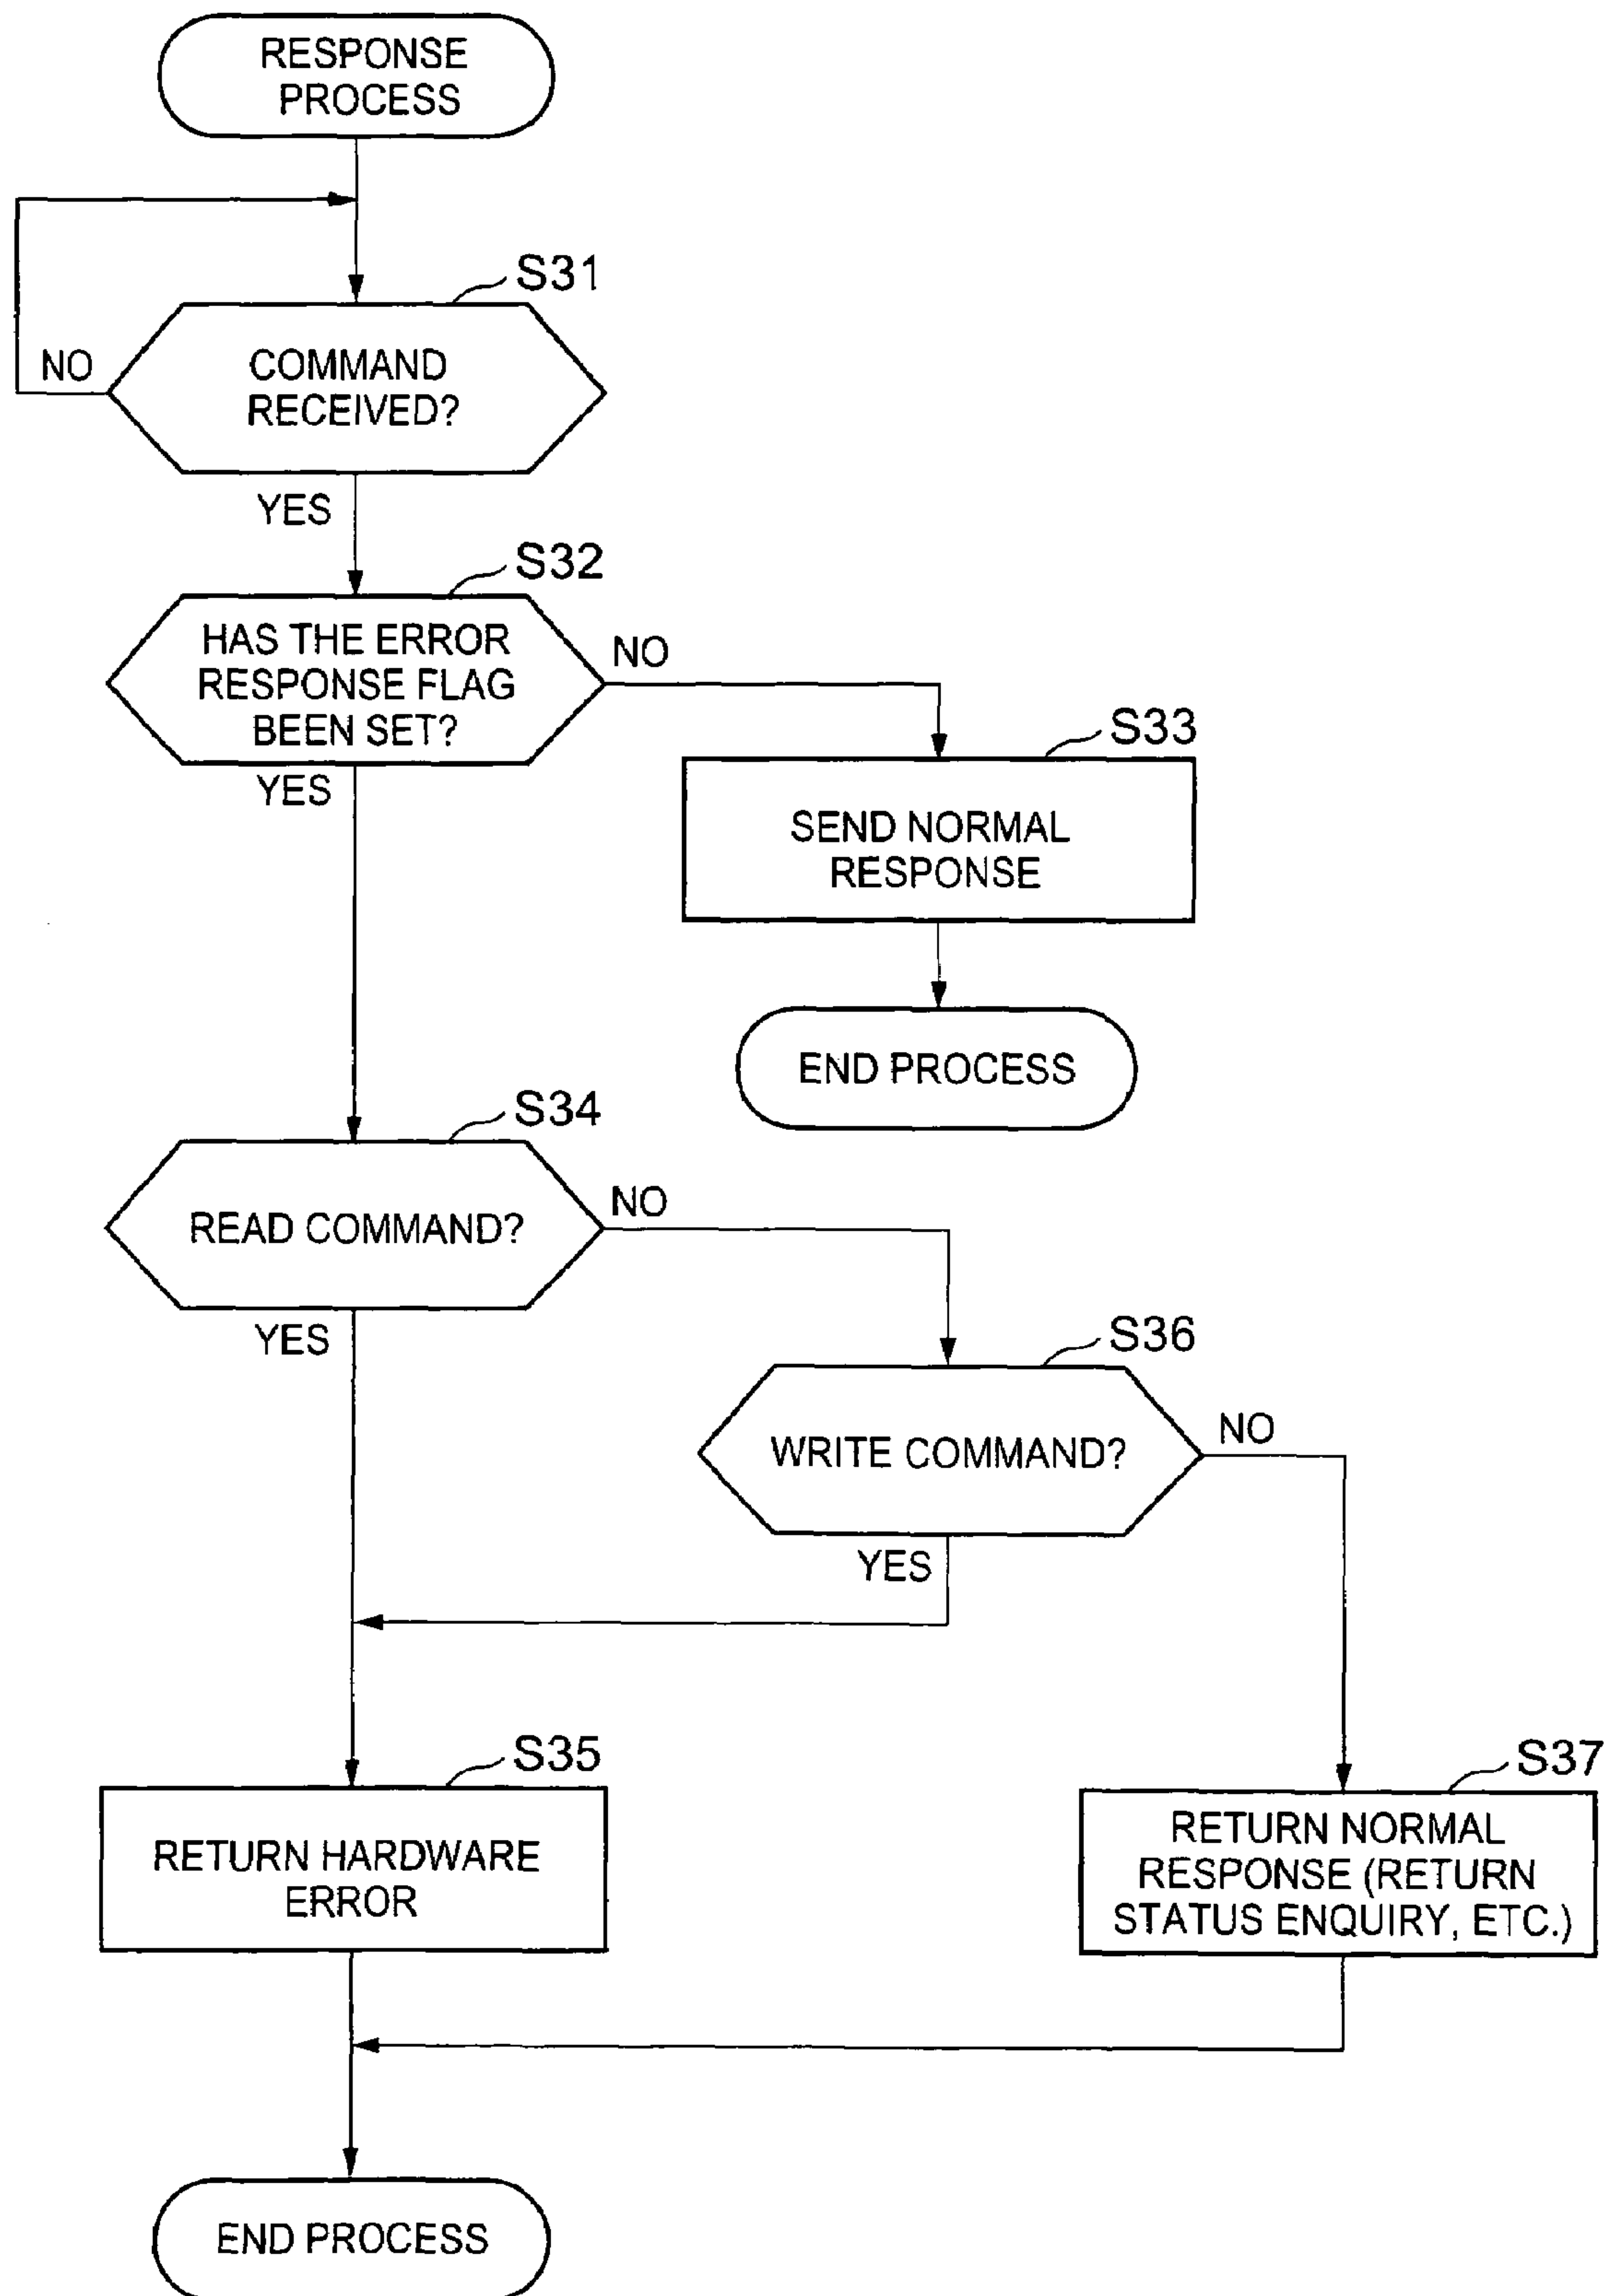 RESPONSE
PROCESS
S31
NO
COMMAND
RECEIVED?
YES
S32
HAS THE ERROR
RESPONSE FLAG
BEEN SET?
NO
YES
S33
SEND NORMAL
RESPONSE
END PROCESS
S34
READ COMMAND?
NO
YES
S36
WRITE COMMAND?
NO
YES
S35
RETURN HARDWARE
ERROR
S37
RETURN NORMAL
RESPONSE (RETURN
STATUS ENQUIRY, ETC.)
END PROCESS